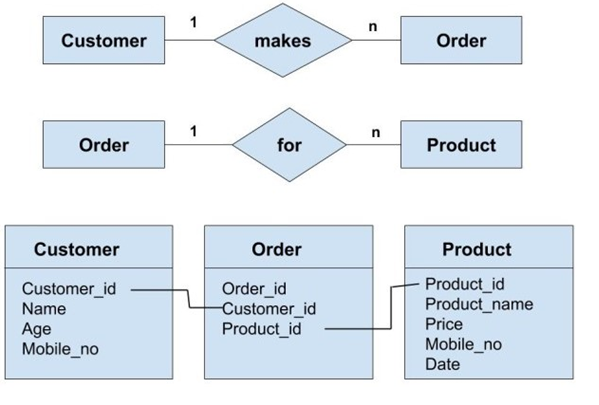 Customer 1 makes n Order
Order 1 for n Product
Customer
Customer_id
Name
Age
Mobile_no
Order
Order_id
Customer_id
Product_id
Product
Product_id
Product_name
Price
Mobile_no
Date